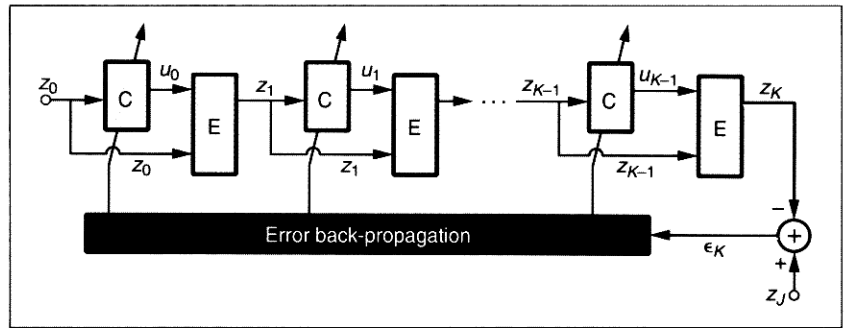 z0 C u0 E z1 C u1 E ... zK–1 C uK–1 E zK
z0 z1 zK–1
–
Error back-propagation ϵK +
+
zJ